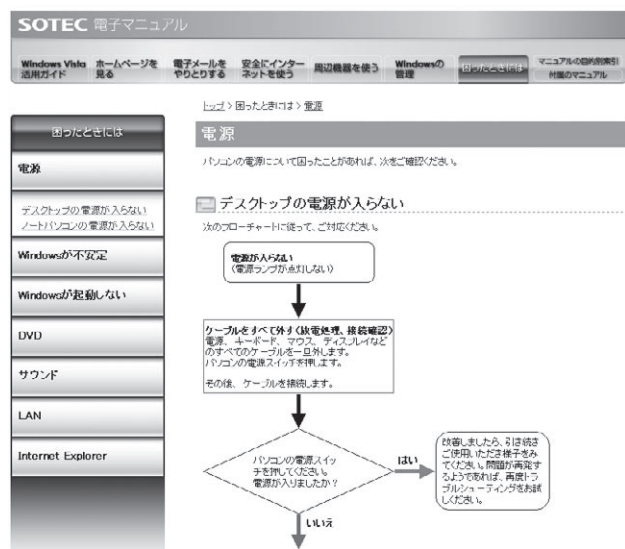 SOTEC 電子マニュアル
Windows Vista 活用ガイド
ホームページを見る
電子メールをやりとりする
安全にインターネットを使う
周辺機器を使う
Windowsの管理
困ったときには
マニュアルの目的別索引
付属のマニュアル
トップ > 困ったときには > 電源
困ったときには
電源
デスクトップの電源が入らない
ノートパソコンの電源が入らない
Windowsが不安定
Windowsが起動しない
DVD
サウンド
LAN
Internet Explorer
電源
パソコンの電源について困ったことがあれば、次をご確認ください。
デスクトップの電源が入らない
次のフローチャートに従って、ご対応ください。
電源が入らない
(電源ランプが点灯しない)
ケーブルをすべて外す(放電処理、接続確認)
電源、キーボード、マウス、ディスプレイなど
のすべてのケーブルを一旦外します。
パソコンの電源スイッチを押します。
その後、ケーブルを接続します。
パソコンの電源スイッ
チを押してください。
電源が入りましたか?
はい
改善しましたら、引き続き
ご使用いただき様子をみ
てください。問題が再発す
るようであれば、再度トラ
ブルシューティングをお試
しください。
いいえ